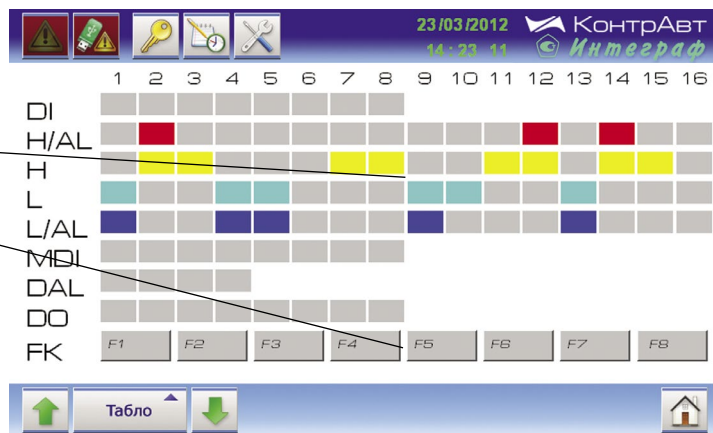 23/03/2012 КонтрАвт
14:23 11 © Интеграф
1 2 3 4 5 6 7 8 9 10 11 12 13 14 15 16
DI
H/AL
H
L
L/AL
MDI
DAL
DO
FK F1 F2 F3 F4 F5 F6 F7 F8
Табло